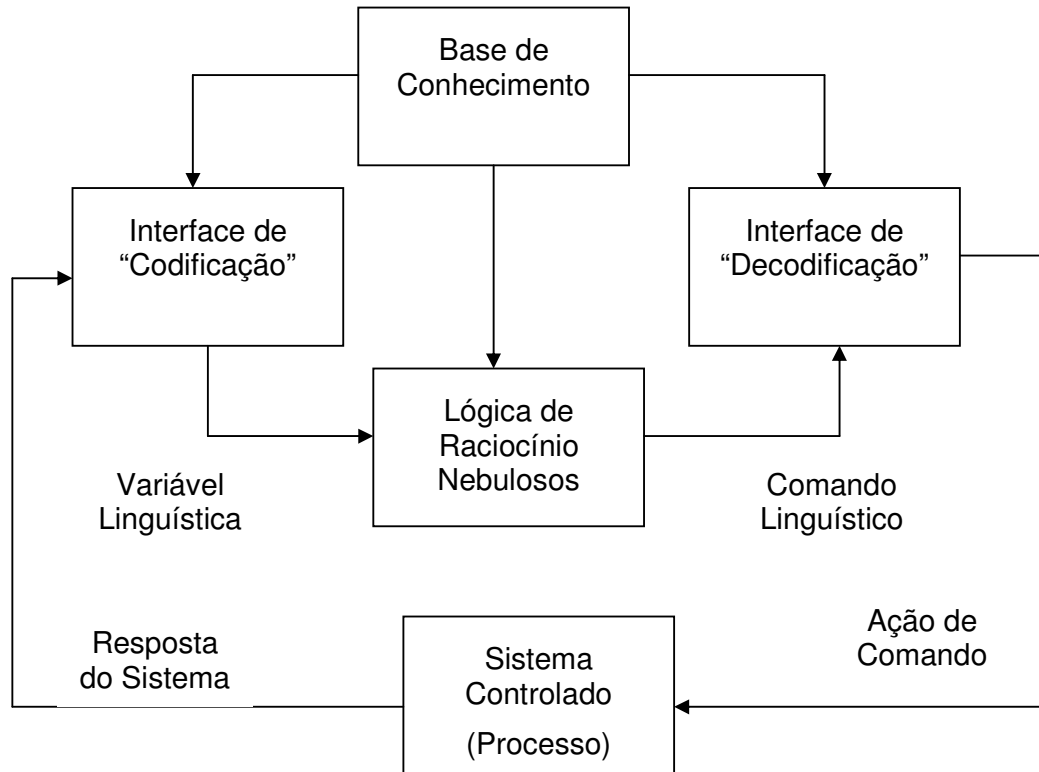 Base de
Conhecimento
Interface de
“Codificação”
Interface de
“Decodificação”
Lógica de
Raciocínio
Nebulosos
Variável
Linguística
Comando
Linguístico
Resposta
do Sistema
Sistema
Controlado
(Processo)
Ação de
Comando